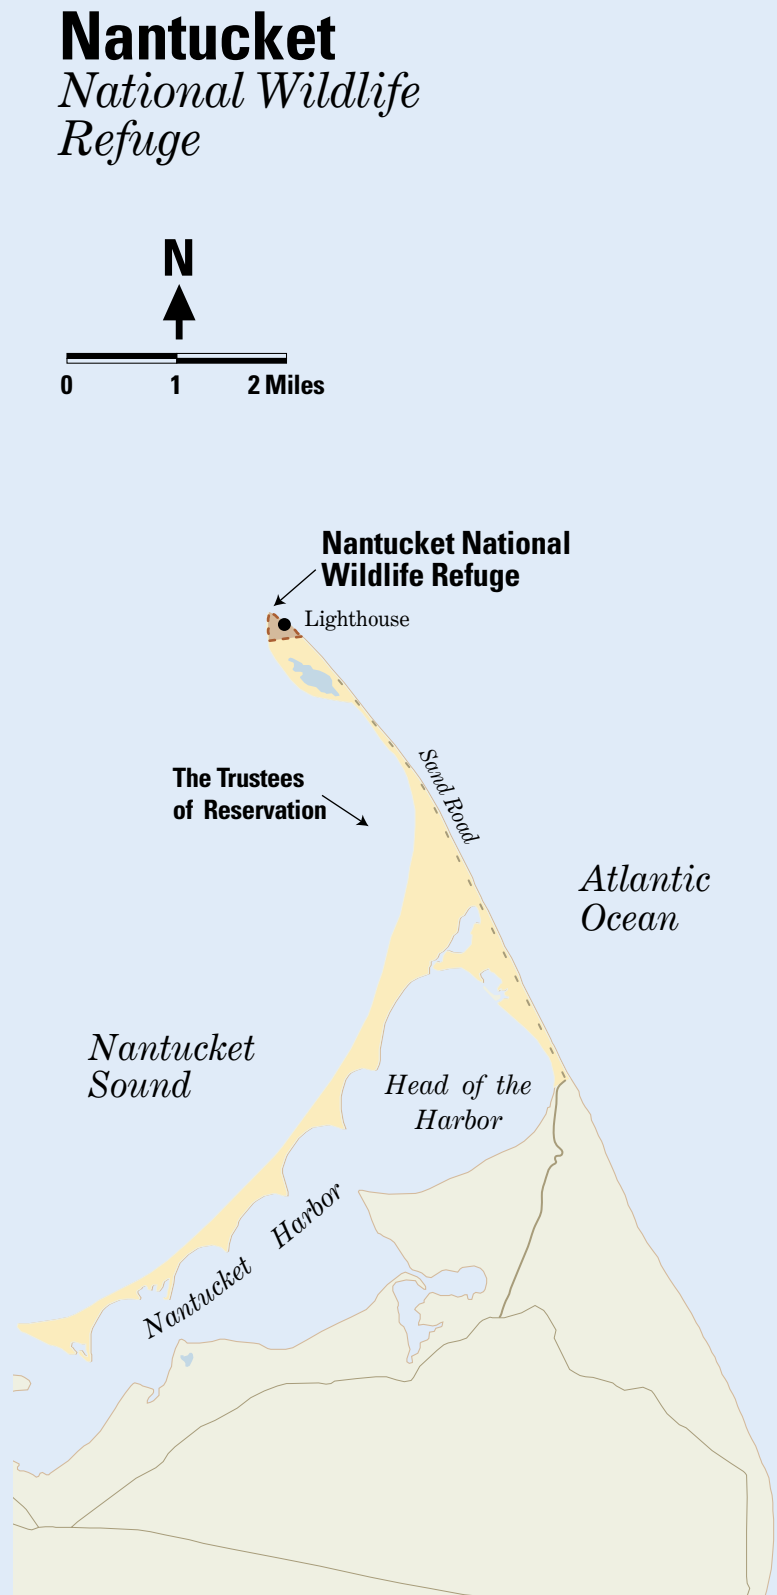 Nantucket
National Wildlife
Refuge
N
0 1 2 Miles
Nantucket National
Wildlife Refuge
Lighthouse
Sand Road
The Trustees
of Reservation
Atlantic
Ocean
Nantucket
Sound
Head of the
Harbor
Nantucket Harbor